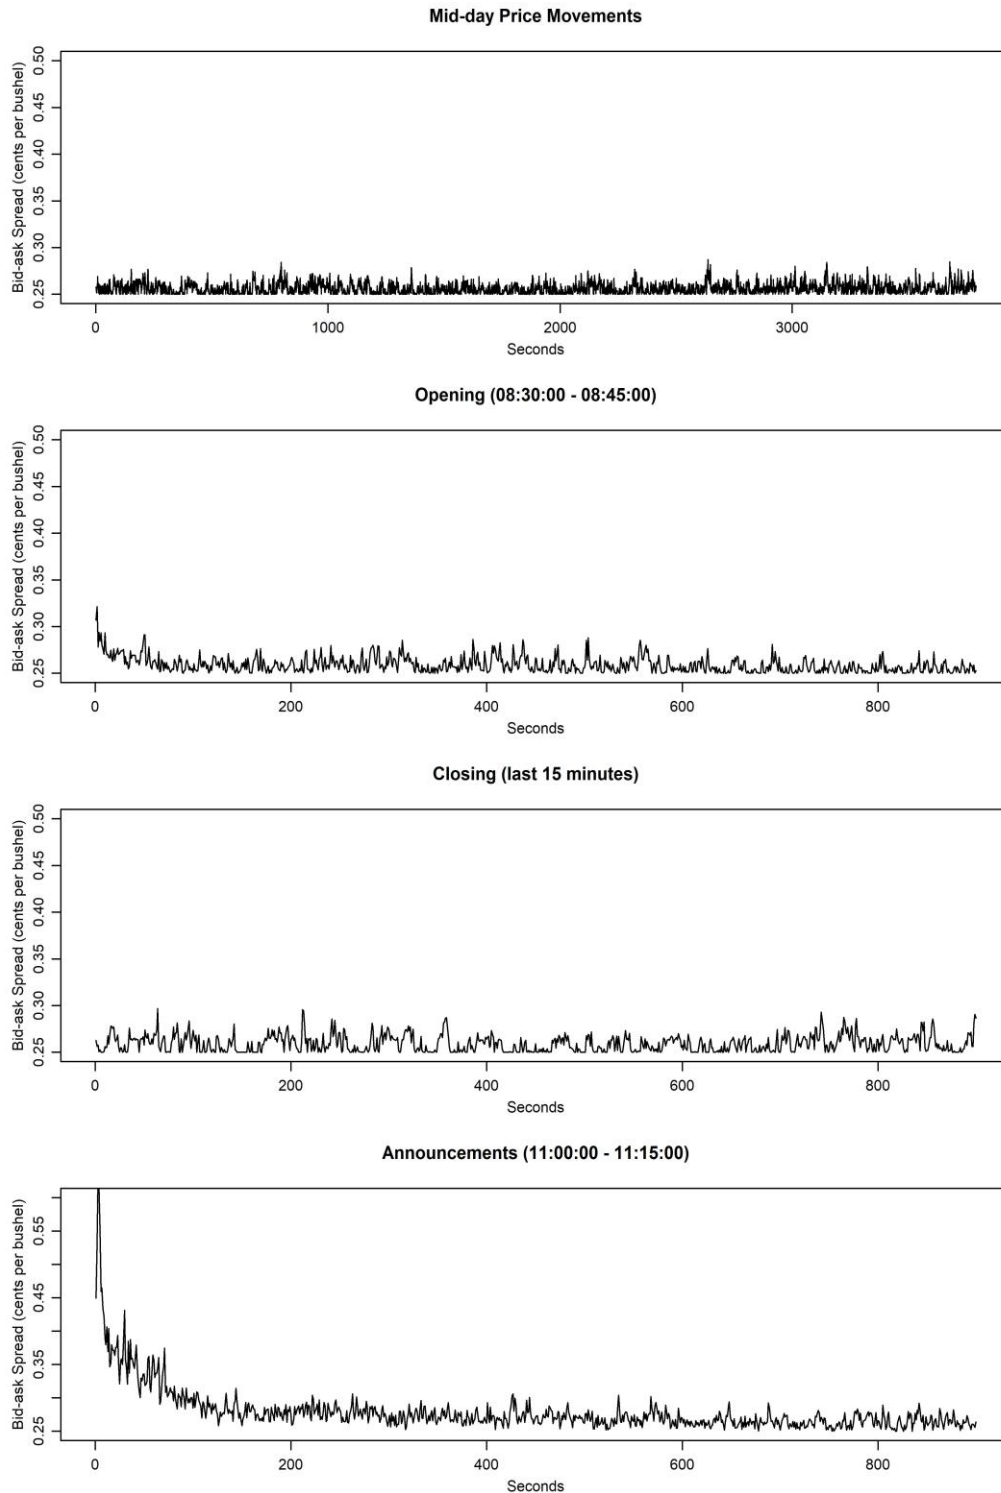 Mid-day Price Movements
Bid-ask Spread (cents per bushel)
0.50
0.45
0.40
0.35
0.30
0.25
0 1000 2000 3000
Seconds
Opening (08:30:00 - 08:45:00)
Bid-ask Spread (cents per bushel)
0.50
0.45
0.40
0.35
0.30
0.25
0 200 400 600 800
Seconds
Closing (last 15 minutes)
Bid-ask Spread (cents per bushel)
0.50
0.45
0.40
0.35
0.30
0.25
0 200 400 600 800
Seconds
Announcements (11:00:00 - 11:15:00)
Bid-ask Spread (cents per bushel)
0.55
0.45
0.35
0.25
0 200 400 600 800
Seconds